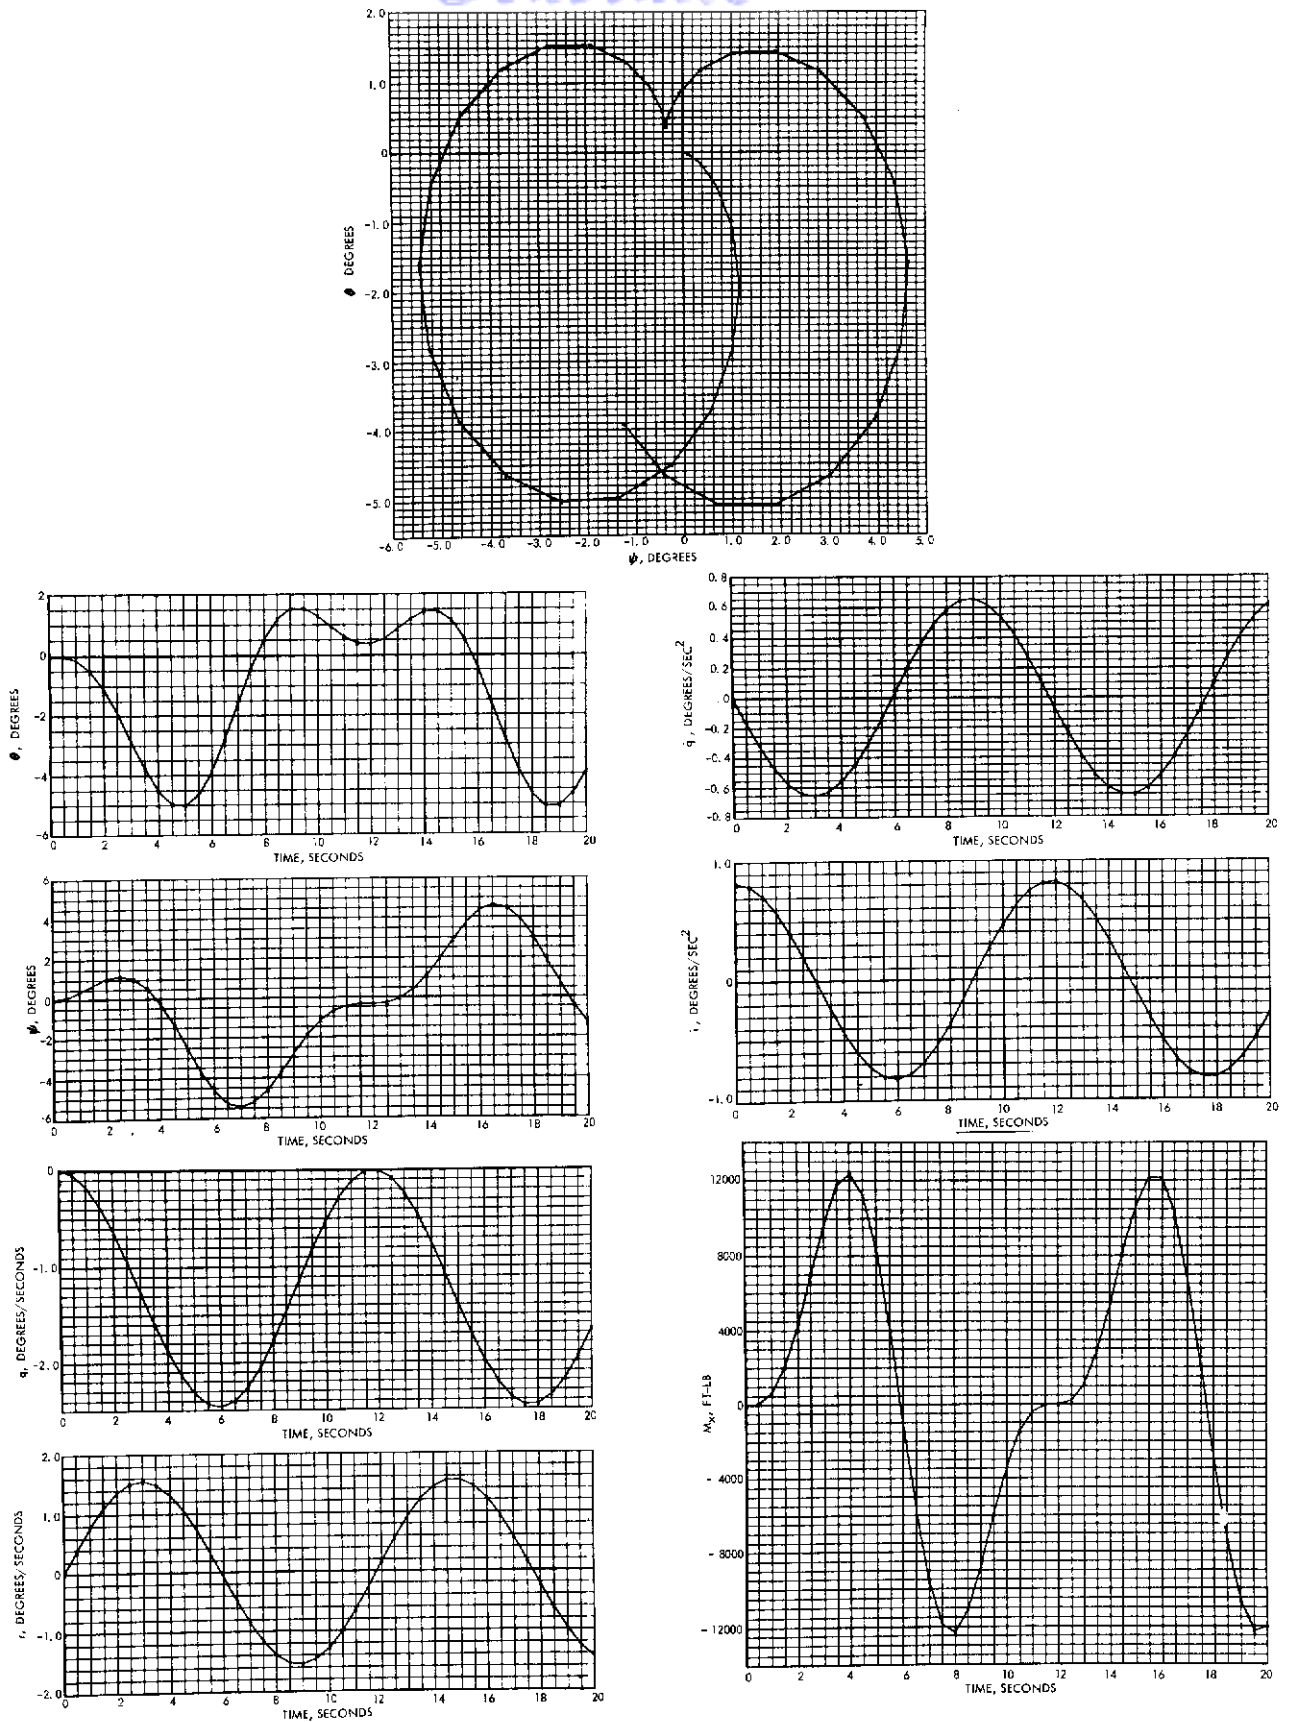 2.0
1.0
0
-1.0
-2.0
-3.0
-4.0
-5.0
θ DEGREES
-6.0 -5.0 -4.0 -3.0 -2.0 -1.0 0 1.0 2.0 3.0 4.0 5.0
ψ, DEGREES
2
0
-2
-4
-6
θ, DEGREES
0 2 4 6 8 10 12 14 16 18 20
TIME, SECONDS
0.8
0.6
0.4
0.2
0
-0.2
-0.4
-0.6
-0.8
q̇, DEGREES/SEC²
0 2 4 6 8 10 12 14 16 18 20
TIME, SECONDS
6
4
2
0
-2
-4
-6
ψ, DEGREES
0 2 4 6 8 10 12 14 16 18 20
TIME, SECONDS
1.0
0
-1.0
DEGREES/SEC²
0 2 4 6 8 10 12 14 16 18 20
TIME, SECONDS
0
-1.0
-2.0
q, DEGREES/SECONDS
0 2 4 6 8 10 12 14 16 18 20
TIME, SECONDS
12000
8000
4000
0
- 4000
- 8000
- 12000
Mx, FT-LB
0 2 4 6 8 10 12 14 16 18 20
TIME, SECONDS
2.0
1.0
0
-1.0
-2.0
r, DEGREES/SECONDS
0 2 4 6 8 10 12 14 16 18 20
TIME, SECONDS